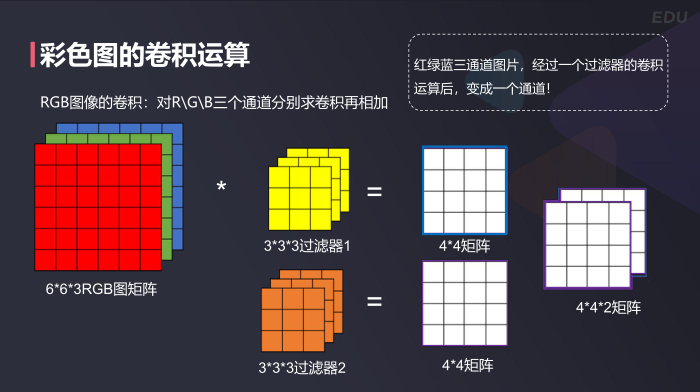 EDU
彩色图的卷积运算
红绿蓝三通道图片，经过一个过滤器的卷积
运算后，变成一个通道！
RGB图像的卷积：对R\G\B三个通道分别求卷积再相加
*
=
3*3*3过滤器1
4*4矩阵
6*6*3RGB图矩阵
=
4*4*2矩阵
3*3*3过滤器2
4*4矩阵